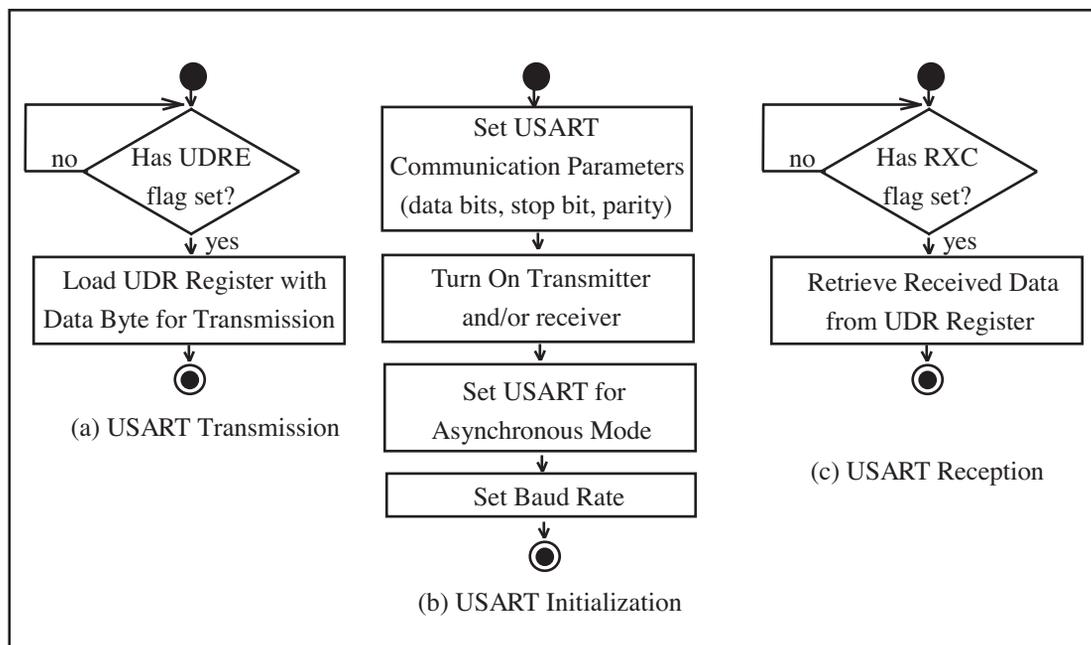 Has UDRE
flag set?
no
yes
Load UDR Register with
Data Byte for Transmission
(a) USART Transmission
Set USART
Communication Parameters
(data bits, stop bit, parity)
Turn On Transmitter
and/or receiver
Set USART for
Asynchronous Mode
Set Baud Rate
(b) USART Initialization
Has RXC
flag set?
no
yes
Retrieve Received Data
from UDR Register
(c) USART Reception